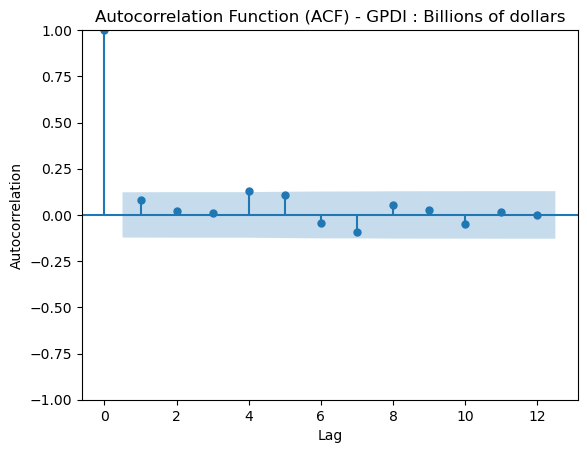 Autocorrelation Function (ACF) - GPDI : Billions of dollars
1.00
0.75
0.50
0.25
0.00
−0.25
−0.50
−0.75
−1.00
Autocorrelation
0 2 4 6 8 10 12
Lag